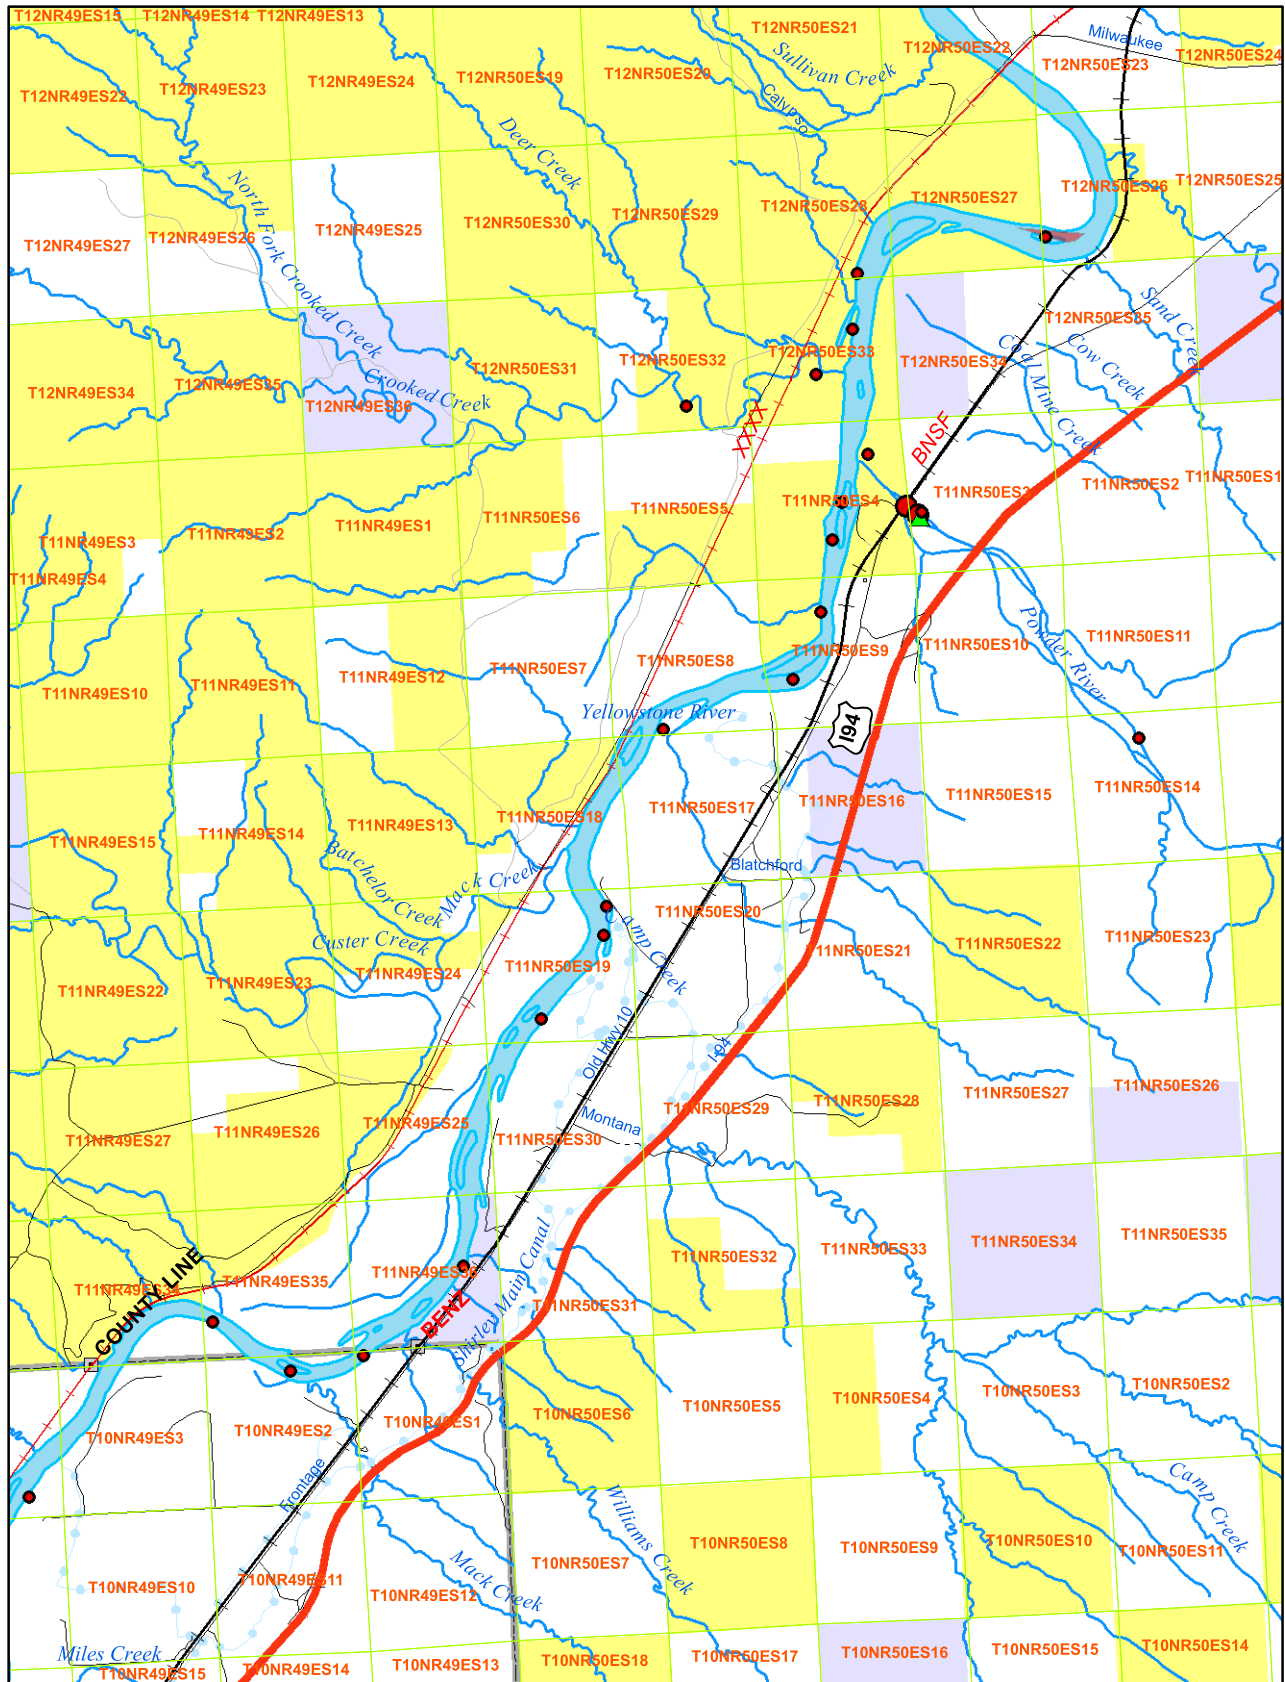 T12NR49ES15
T12NR49ES14
T12NR49ES13
T12NR50ES21
T12NR50ES22
Milwaukee
T12NR50ES23
T12NR50ES24
T12NR49ES22
T12NR49ES23
T12NR49ES24
T12NR50ES19
T12NR50ES20
Sullivan Creek
Calypso
Deer Creek
North Fork Crooked Creek
T12NR49ES27
T12NR49ES26
T12NR49ES25
T12NR50ES30
T12NR50ES29
T12NR50ES28
T12NR50ES27
T12NR50ES26
T12NR50ES25
T12NR49ES34
T12NR49ES35
T12NR49ES36
Crooked Creek
T12NR50ES31
T12NR50ES32
T12NR50ES33
T12NR50ES34
T12NR50ES35
Sand Creek
Cow Creek
Coal Mine Creek
XXXX
BNSF
T11NR49ES4
T11NR49ES3
T11NR49ES2
T11NR49ES1
T11NR50ES6
T11NR50ES5
T11NR50ES4
T11NR50ES3
T11NR50ES2
T11NR50ES1
T11NR49ES10
T11NR49ES11
T11NR49ES12
T11NR50ES7
T11NR50ES8
T11NR50ES9
T11NR50ES10
T11NR50ES11
Powder River
Yellowstone River
I94
T11NR49ES15
T11NR49ES14
T11NR49ES13
T11NR50ES18
T11NR50ES17
T11NR50ES16
T11NR50ES15
T11NR50ES14
Batchelor Creek
Mack Creek
Blatchford
Custer Creek
Camp Creek
T11NR49ES22
T11NR49ES23
T11NR49ES24
T11NR50ES19
T11NR50ES20
T11NR50ES21
T11NR50ES22
T11NR50ES23
Old Hwy 10
I-94
Montana
T11NR49ES27
T11NR49ES26
T11NR49ES25
T11NR50ES30
T11NR50ES29
T11NR50ES28
T11NR50ES27
T11NR50ES26
COUNTY LINE
T11NR49ES34
T11NR49ES35
T11NR49ES36
BENZ
Shirley Main Canal
T11NR50ES31
T11NR50ES32
T11NR50ES33
T11NR50ES34
T11NR50ES35
T10NR49ES3
T10NR49ES2
T10NR49ES1
T10NR50ES6
T10NR50ES5
T10NR50ES4
T10NR50ES3
T10NR50ES2
Frontage
Williams Creek
Camp Creek
T10NR49ES10
T10NR49ES11
T10NR49ES12
Mack Creek
T10NR50ES7
T10NR50ES8
T10NR50ES9
T10NR50ES10
T10NR50ES11
Miles Creek
T10NR49ES15
T10NR49ES14
T10NR49ES13
T10NR50ES18
T10NR50ES17
T10NR50ES16
T10NR50ES15
T10NR50ES14